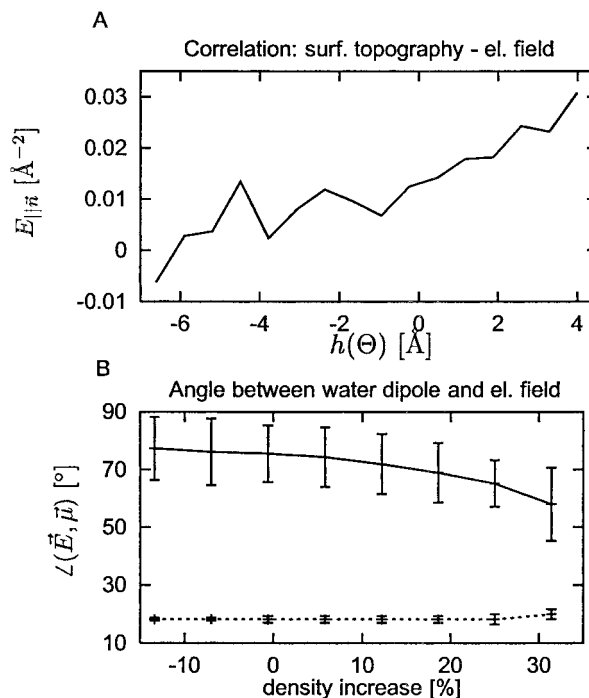 A
Correlation: surf. topography - el. field
0.03
0.02
0.01
0
-0.01
E||n⃗ [Å⁻²]
-6 -4 -2 0 2 4
h(Θ) [Å]
B
Angle between water dipole and el. field
90
70
50
30
10
∠(E⃗, μ⃗) [°]
-10 0 10 20 30
density increase [%]